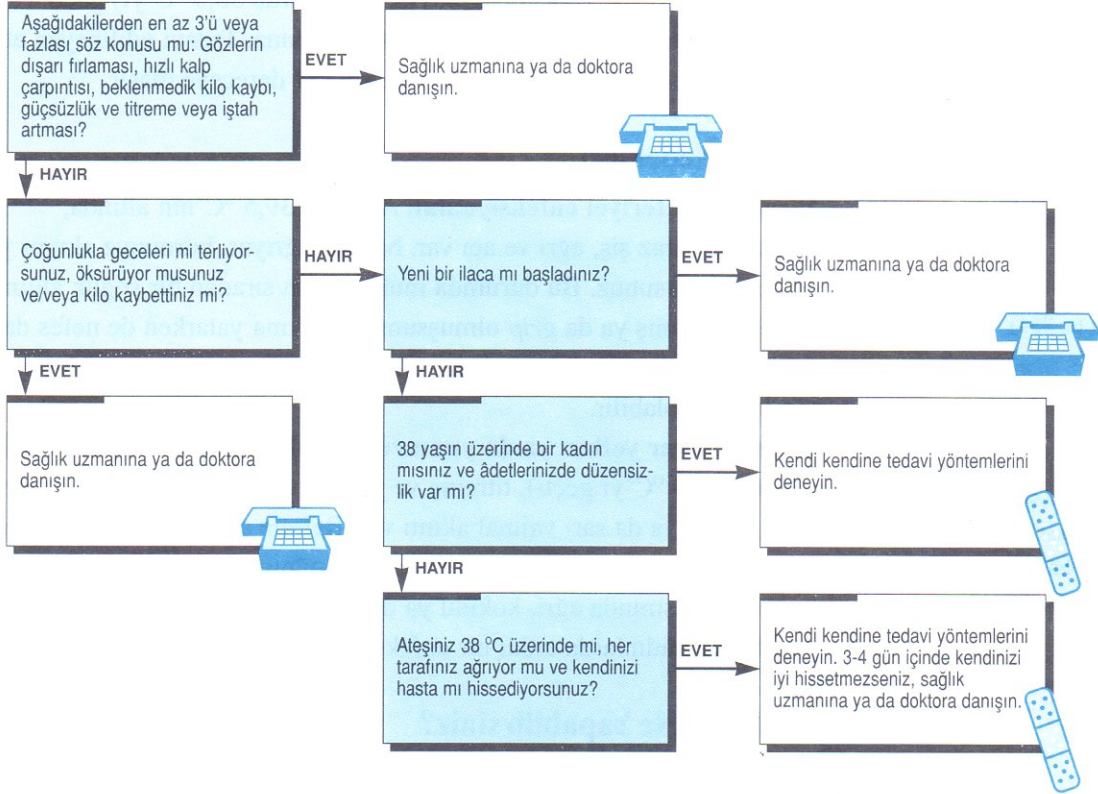 Aşağıdakilerden en az 3'ü veya
fazlası söz konusu mu: Gözlerin
dışarı fırlaması, hızlı kalp
çarpıntısı, beklenmedik kilo kaybı,
güçsüzlük ve titreme veya iştah
artması?
EVET
Sağlık uzmanına ya da doktora
danışın.
HAYIR
Çoğunlukla geceleri mi terliyor-
sunuz, öksürüyor musunuz
ve/veya kilo kaybettiniz mi?
HAYIR
Yeni bir ilaca mı başladınız?
EVET
Sağlık uzmanına ya da doktora
danışın.
EVET
Sağlık uzmanına ya da doktora
danışın.
HAYIR
38 yaşın üzerinde bir kadın
mısınız ve âdetlerinizde düzensiz-
lik var mı?
EVET
Kendi kendine tedavi yöntemlerini
deneyin.
HAYIR
Ateşiniz 38 ºC üzerinde mi, her
tarafınız ağrıyor mu ve kendinizi
hasta mı hissediyorsunuz?
EVET
Kendi kendine tedavi yöntemlerini
deneyin. 3-4 gün içinde kendinizi
iyi hissetmezseniz, sağlık
uzmanına ya da doktora danışın.